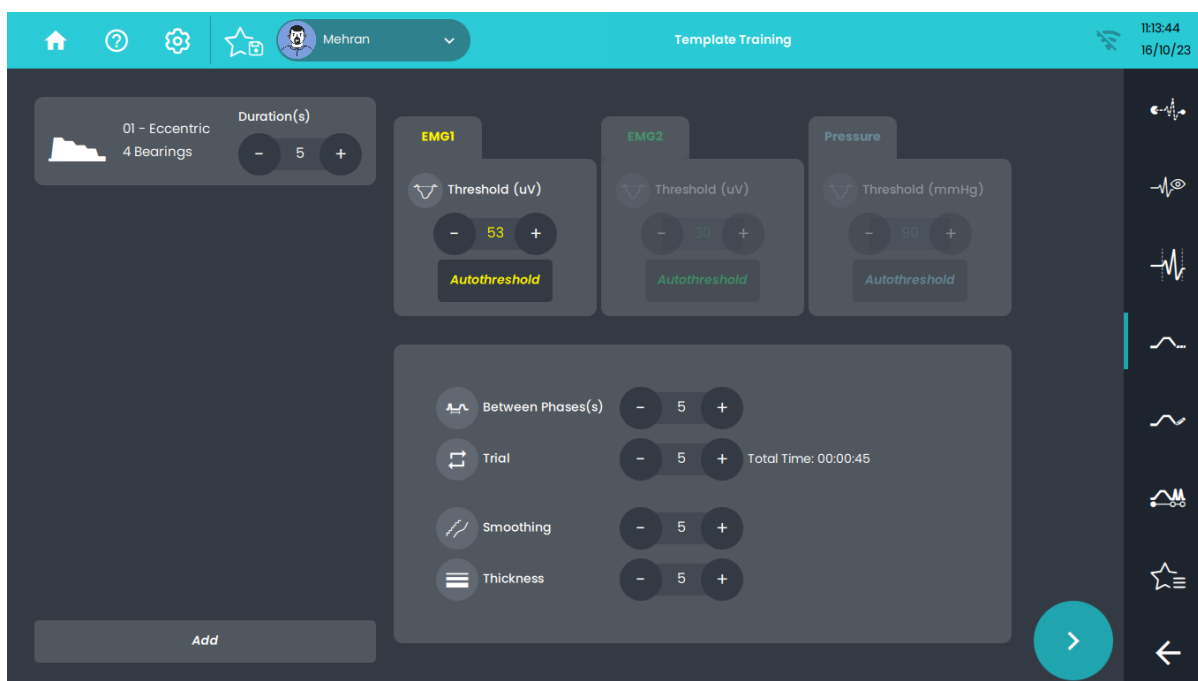 Mehran
Template Training
11:13:44
16/10/23
01 - Eccentric
4 Bearings
Duration(s)
- 5 +
Add
EMG1
Threshold (uV)
- 53 +
Autothreshold
EMG2
Threshold (uV)
- 30 +
Autothreshold
Pressure
Threshold (mmHg)
- 90 +
Autothreshold
Between Phases(s) - 5 +
Trial - 5 + Total Time: 00:00:45
Smoothing - 5 +
Thickness - 5 +